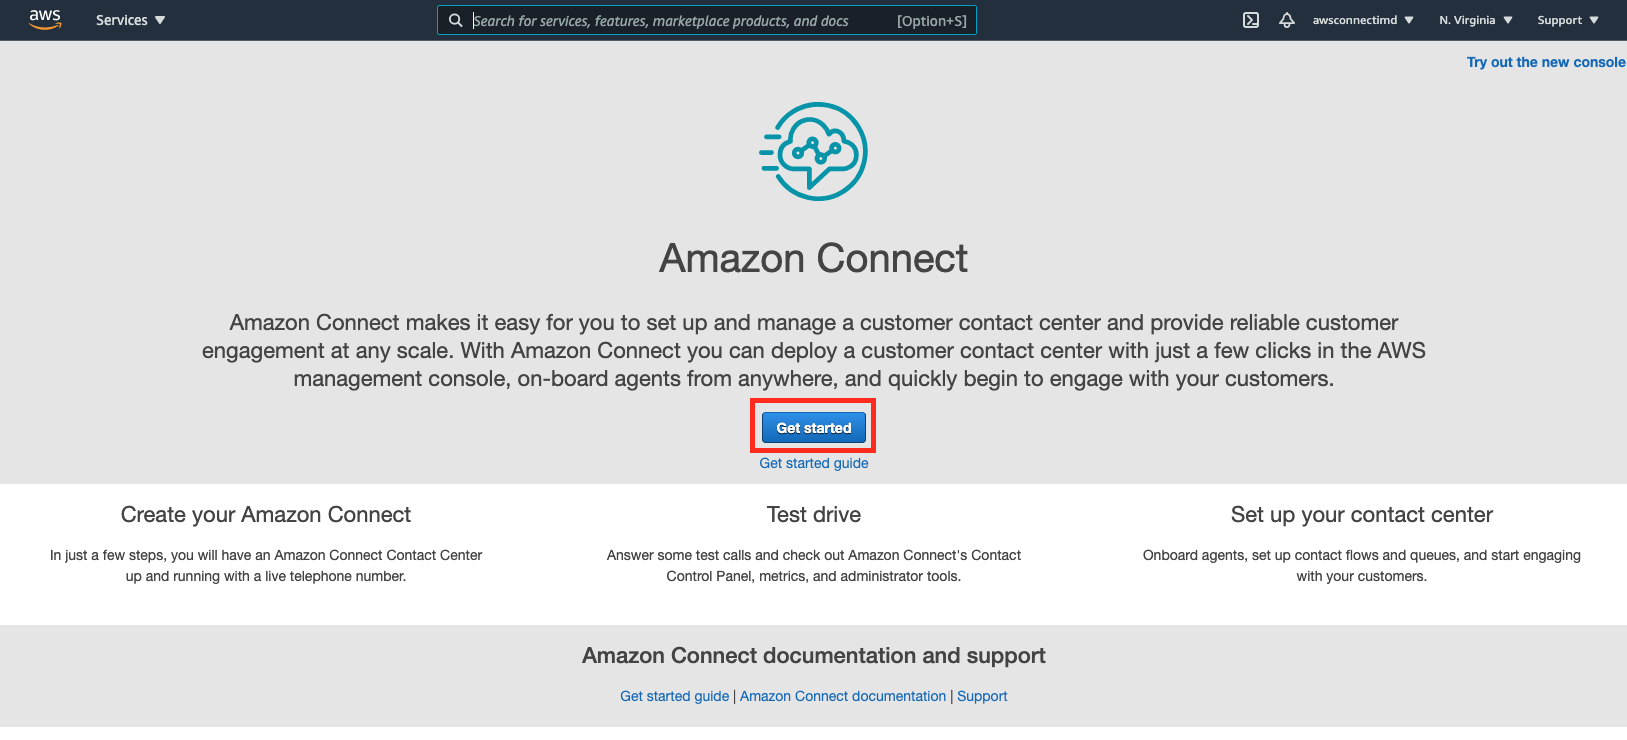 aws
Services
Search for services, features, marketplace products, and docs
[Option+S]
awsconnectimd
N. Virginia
Support
Try out the new console
Amazon Connect
Amazon Connect makes it easy for you to set up and manage a customer contact center and provide reliable customer
engagement at any scale. With Amazon Connect you can deploy a customer contact center with just a few clicks in the AWS
management console, on-board agents from anywhere, and quickly begin to engage with your customers.
Get started
Get started guide
Create your Amazon Connect
In just a few steps, you will have an Amazon Connect Contact Center
up and running with a live telephone number.
Test drive
Answer some test calls and check out Amazon Connect's Contact
Control Panel, metrics, and administrator tools.
Set up your contact center
Onboard agents, set up contact flows and queues, and start engaging
with your customers.
Amazon Connect documentation and support
Get started guide | Amazon Connect documentation | Support